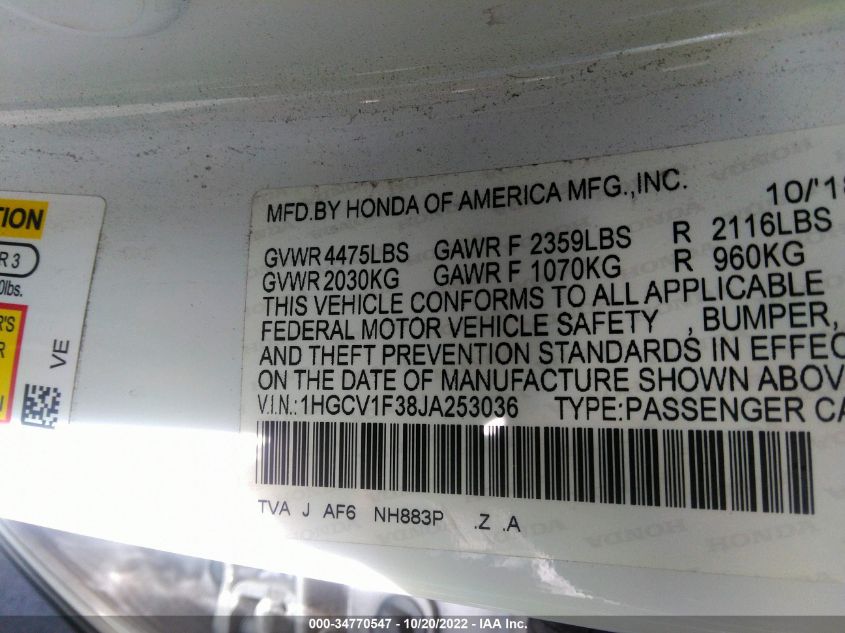 TION
R 3
0lbs.
R'S
R
N
VE
MFD.BY HONDA OF AMERICA MFG.,INC. 10/'18
GVWR 4475LBS GAWR F 2359LBS R 2116LBS
GVWR 2030KG GAWR F 1070KG R 960KG
THIS VEHICLE CONFORMS TO ALL APPLICABLE
FEDERAL MOTOR VEHICLE SAFETY , BUMPER,
AND THEFT PREVENTION STANDARDS IN EFFEC
ON THE DATE OF MANUFACTURE SHOWN ABOV
V.I.N.:1HGCV1F38JA253036 TYPE:PASSENGER CA
TVA J AF6 NH883P .Z .A
000-34770547 - 10/20/2022 - IAA Inc.